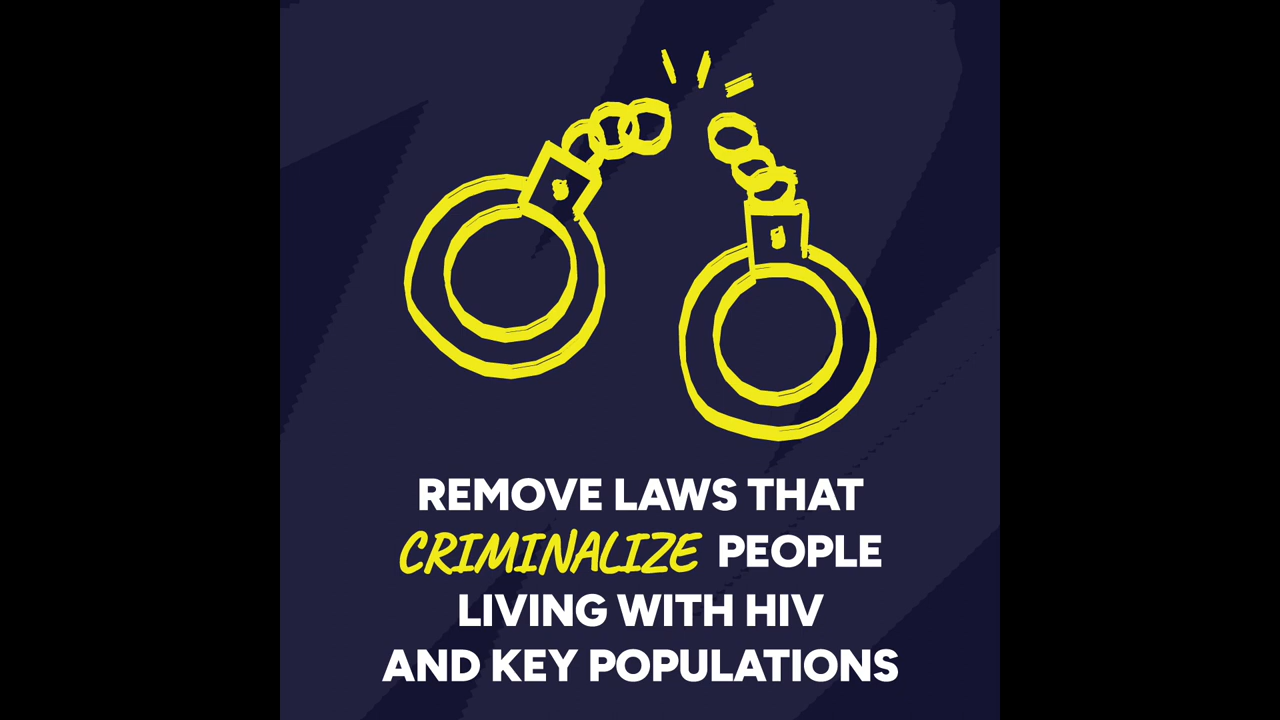 REMOVE LAWS THAT
CRIMINALIZE PEOPLE
LIVING WITH HIV
AND KEY POPULATIONS